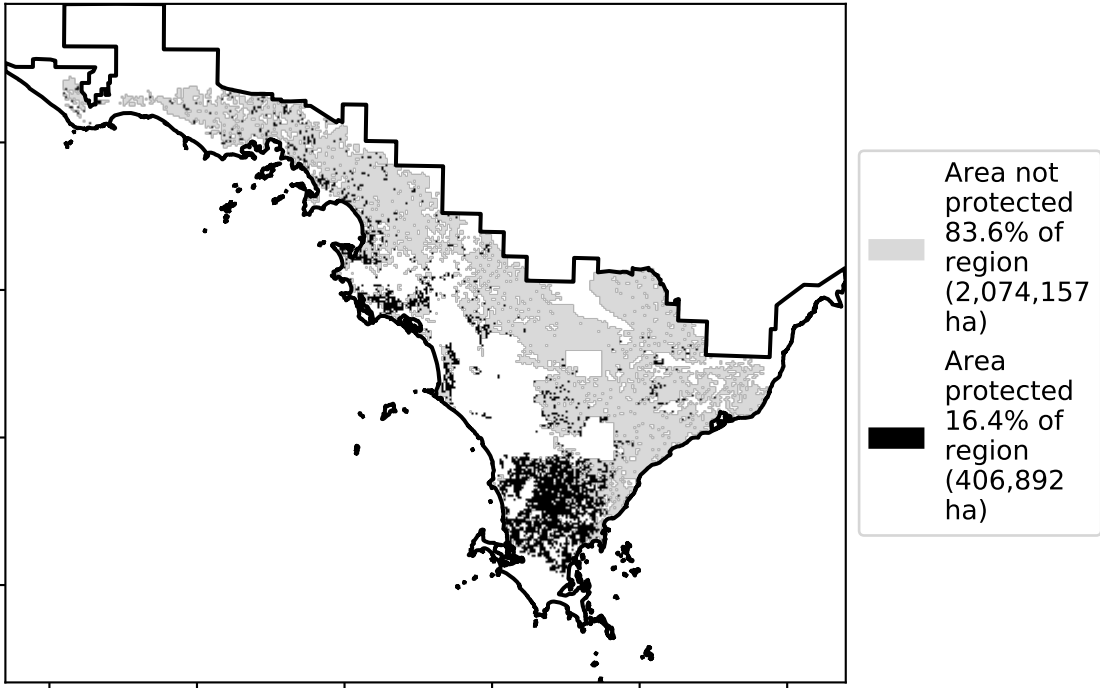 Area not
protected
83.6% of
region
(2,074,157
ha)
Area
protected
16.4% of
region
(406,892
ha)